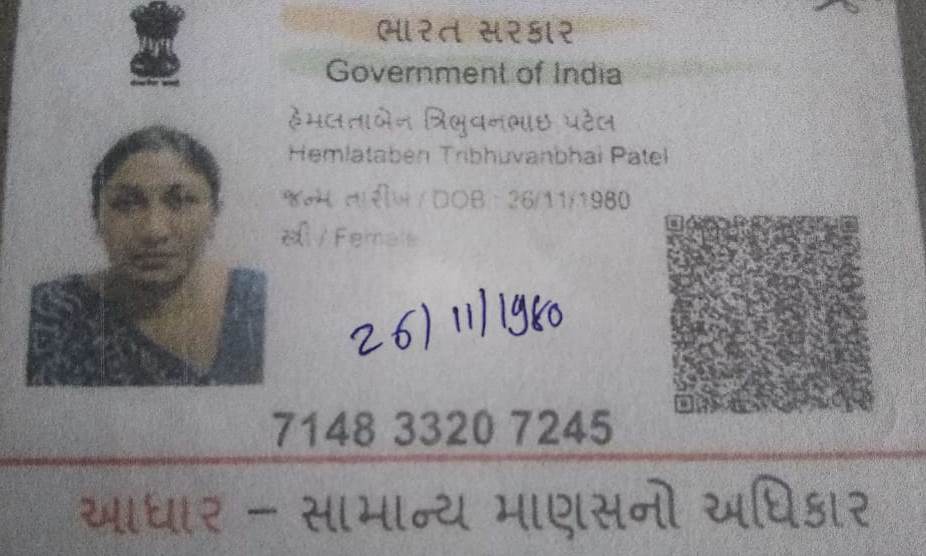 ભારત સરકાર
Government of India
હેમલતાબેન ત્રિભુવનભાઇ પટેલ
Hemlataben Tribhuvanbhai Patel
જન્મ તારીખ / DOB : 26/11/1980
સ્ત્રી / Female
26/11/1980
7148 3320 7245
આધાર – સામાન્ય માણસનો અધિકાર